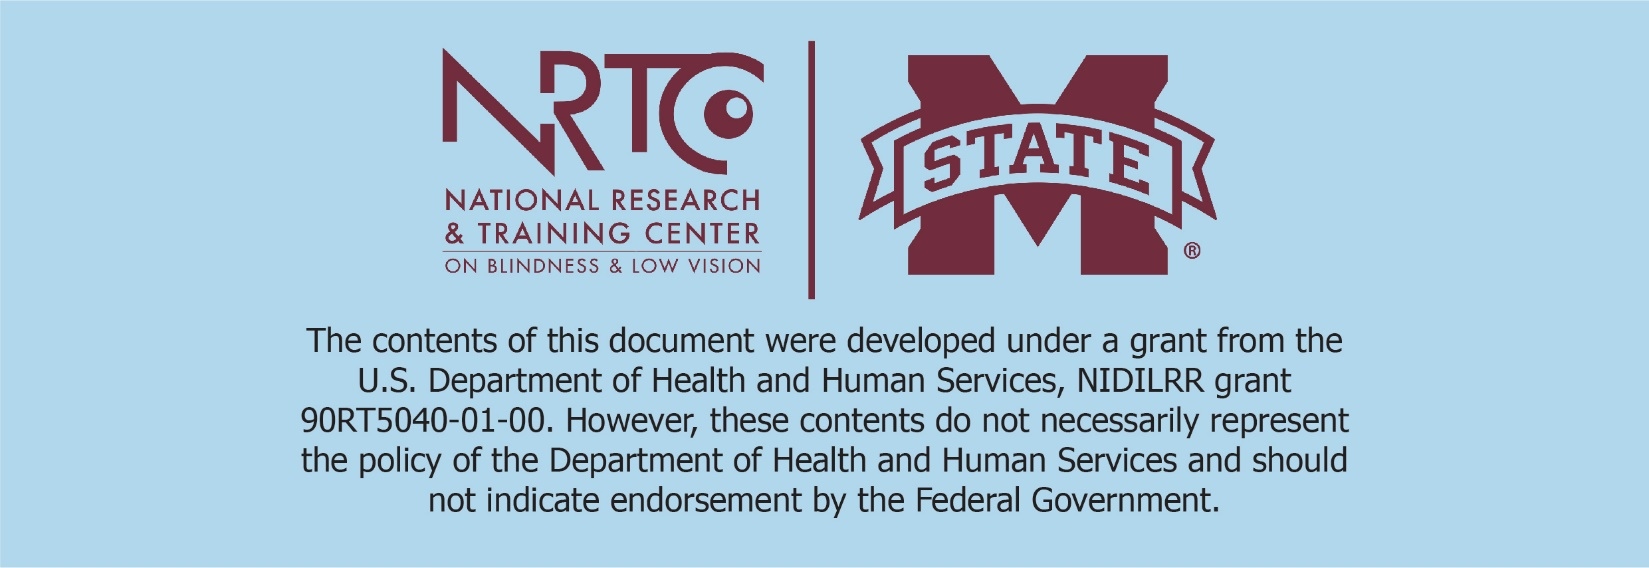 NRTC
NATIONAL RESEARCH
& TRAINING CENTER
ON BLINDNESS & LOW VISION
M
STATE
®
The contents of this document were developed under a grant from the
U.S. Department of Health and Human Services, NIDILRR grant
90RT5040-01-00. However, these contents do not necessarily represent
the policy of the Department of Health and Human Services and should
not indicate endorsement by the Federal Government.